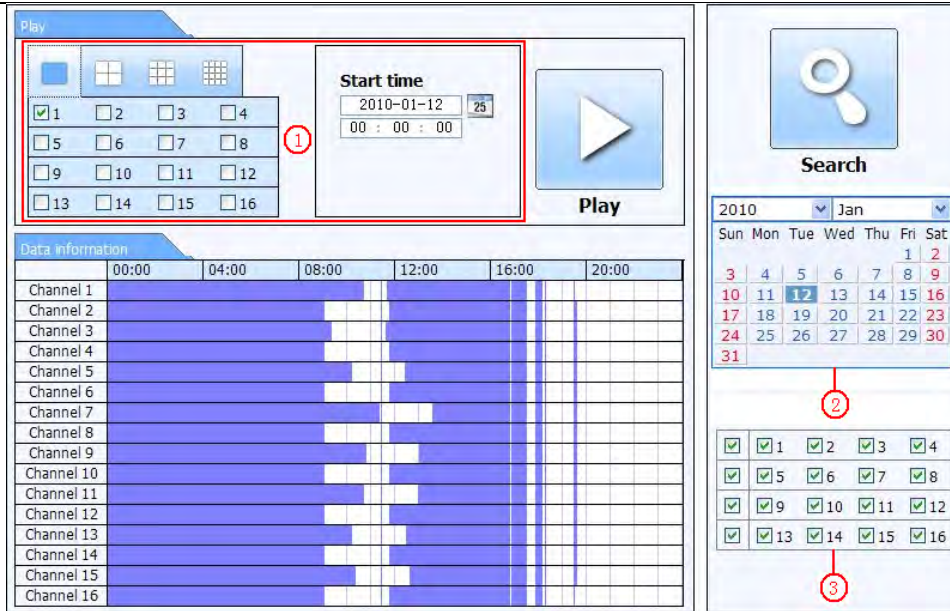 Play
1 2 3 4
5 6 7 8
9 10 11 12
13 14 15 16
1
Start time
2010-01-12 25
00 : 00 : 00
Play
Data information
00:00 04:00 08:00 12:00 16:00 20:00
Channel 1
Channel 2
Channel 3
Channel 4
Channel 5
Channel 6
Channel 7
Channel 8
Channel 9
Channel 10
Channel 11
Channel 12
Channel 13
Channel 14
Channel 15
Channel 16
Search
2010 Jan
Sun Mon Tue Wed Thu Fri Sat
1 2
3 4 5 6 7 8 9
10 11 12 13 14 15 16
17 18 19 20 21 22 23
24 25 26 27 28 29 30
31
2
1 2 3 4
5 6 7 8
9 10 11 12
13 14 15 16
3